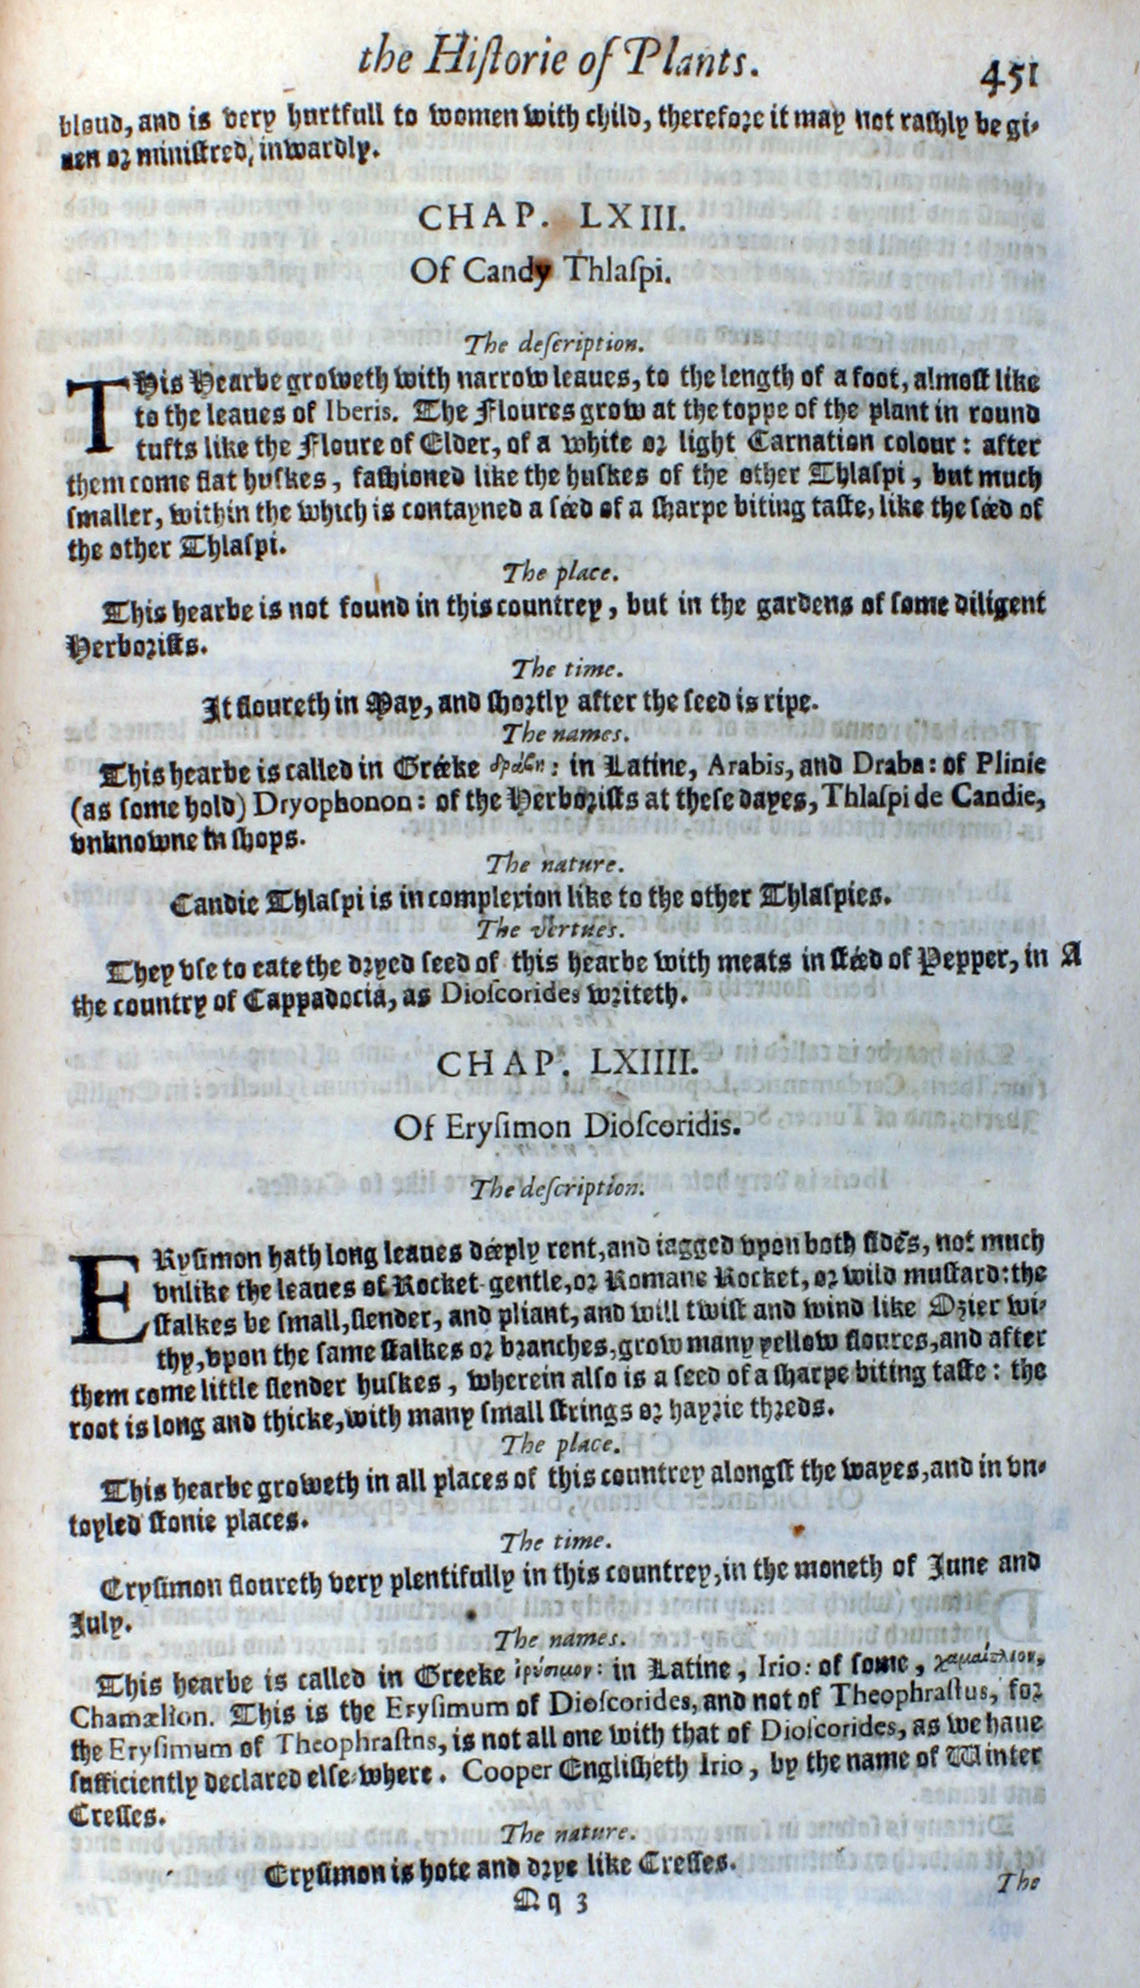 the Hiſtorie of Plants.
451
bloud, and is very hurtfull to women with child, therefore it may not raſhly be gi-
uen or miniſtred, inwardly.
CHAP. LXIII.
Of Candy Thlaſpi.
The deſcription.
THis Hearbe groweth with narrow leaues, to the length of a foot, almoſt like
to the leaues of Iberis. The Floures grow at the toppe of the plant in round
tufts like the Floure of Elder, of a white or light Carnation colour: after
them come flat huſkes, faſhioned like the huſkes of the other Thlaſpi, but much
ſmaller, within the which is contayned a ſeed of a ſharpe biting taſte, like the ſeed of
the other Thlaſpi.
The place.
This hearbe is not found in this countrey, but in the gardens of ſome diligent
Herboriſts.
The time.
It floureth in May, and ſhortly after the ſeed is ripe.
The names.
This hearbe is called in Greeke δράβη: in Latine, Arabis, and Draba: of Plinie
(as ſome hold) Dryophonon: of the Herboriſts at theſe dayes, Thlaſpi de Candie,
vnknowne in ſhops.
The nature.
Candie Thlaſpi is in complexion like to the other Thlaſpies.
The vertues.
They vſe to eate the dryed ſeed of this hearbe with meats in ſteed of Pepper, in A
the country of Cappadocia, as Dioſcorides writeth.
CHAP. LXIIII.
Of Eryſimon Dioſcoridis.
The deſcription.
ERyſimon hath long leaues deeply rent, and iagged vpon both ſides, not much
vnlike the leaues of Rocket gentle, or Romane Rocket, or wild muſtard: the
ſtalkes be ſmall, ſlender, and pliant, and will twiſt and wind like Ozier wi-
thy, vpon the ſame ſtalkes or branches, grow many yellow floures, and after
them come little ſlender huſkes, wherein alſo is a ſeed of a ſharpe biting taſte: the
root is long and thicke, with many ſmall ſtrings or hayrie threds.
The place.
This hearbe groweth in all places of this countrey alongſt the wayes, and in vn-
toyled ſtonie places.
The time.
Eryſimon floureth very plentifully in this countrey, in the moneth of June and
July.
The names.
This hearbe is called in Greeke ἐρύσιμον: in Latine, Irio: of ſome, χαμαίπλιον,
Chamælion. This is the Eryſimum of Dioſcorides, and not of Theophraſtus, for
the Eryſimum of Theophraſtns, is not all one with that of Dioſcorides, as we haue
ſufficiently declared elſe-where. Cooper Engliſheth Irio, by the name of Winter
Creſſes.
The nature.
Eryſimon is hote and drye like Creſſes.
Nq 3
The